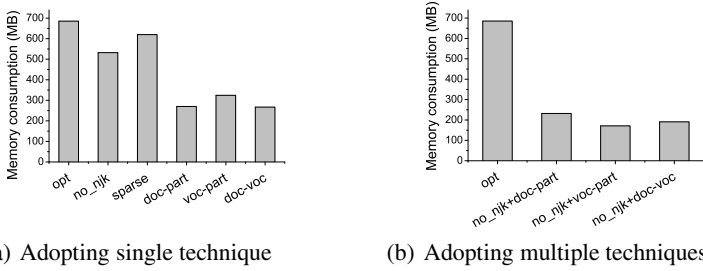 Memory consumption (MB)
700
600
500
400
300
200
100
0
opt
no_njk
sparse
doc-part
voc-part
doc-voc
) Adopting single technique
Memory consumption (MB)
700
600
500
400
300
200
100
0
opt
no_njk+doc-part
no_njk+voc-part
no_njk+doc-voc
(b) Adopting multiple techniques